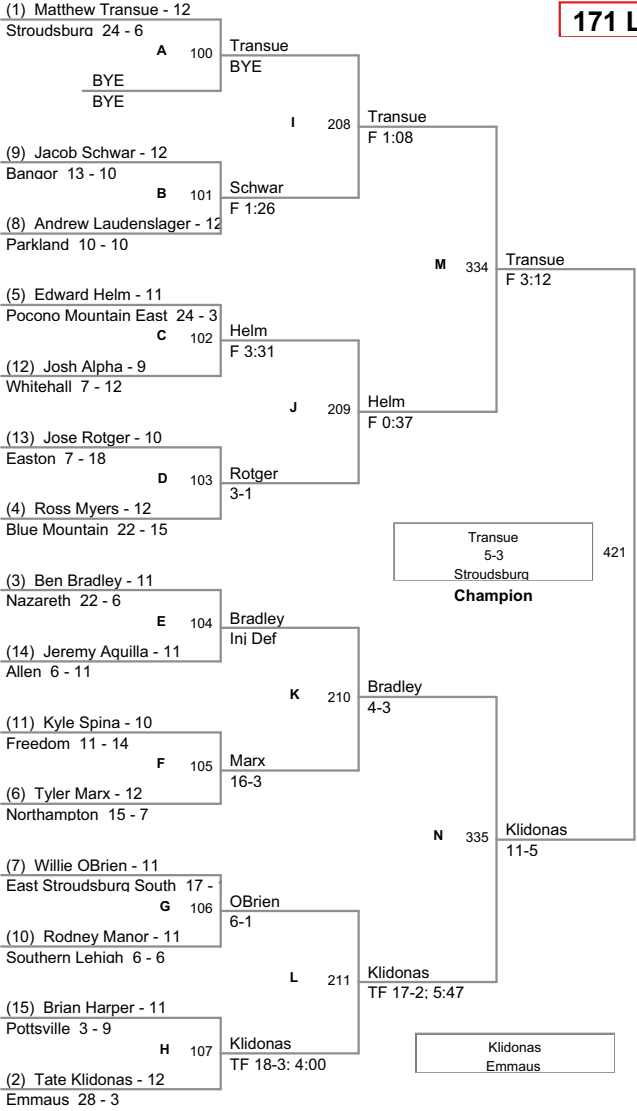 (1) Matthew Transue - 12
171 L
Stroudsburg 24 - 6
A 100 Transue
BYE
BYE
BYE
I 208 Transue
F 1:08
(9) Jacob Schwar - 12
Bangor 13 - 10
B 101 Schwar
F 1:26
(8) Andrew Laudenslager - 12
Parkland 10 - 10
M 334 Transue
F 3:12
(5) Edward Helm - 11
Pocono Mountain East 24 - 3
C 102 Helm
F 3:31
(12) Josh Alpha - 9
Whitehall 7 - 12
J 209 Helm
F 0:37
(13) Jose Rotger - 10
Easton 7 - 18
D 103 Rotger
3-1
(4) Ross Myers - 12
Blue Mountain 22 - 15
Transue
5-3
Stroudsburg
421
Champion
(3) Ben Bradley - 11
Nazareth 22 - 6
E 104 Bradley
Inj Def
(14) Jeremy Aquilla - 11
Allen 6 - 11
K 210 Bradley
4-3
(11) Kyle Spina - 10
Freedom 11 - 14
F 105 Marx
16-3
(6) Tyler Marx - 12
Northampton 15 - 7
N 335 Klidonas
11-5
(7) Willie OBrien - 11
East Stroudsburg South 17 -
G 106 OBrien
6-1
(10) Rodney Manor - 11
Southern Lehigh 6 - 6
L 211 Klidonas
TF 17-2; 5:47
(15) Brian Harper - 11
Pottsville 3 - 9
H 107 Klidonas
TF 18-3; 4:00
Klidonas
Emmaus
(2) Tate Klidonas - 12
Emmaus 28 - 3